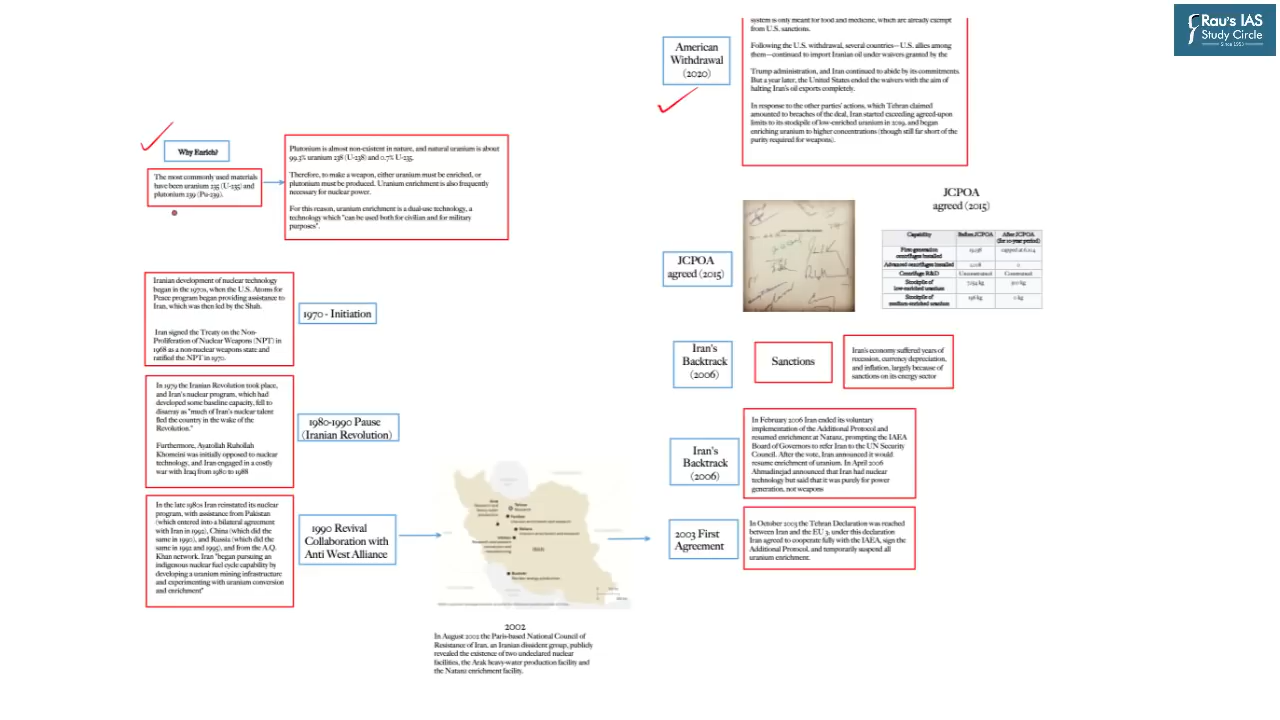 Rau's IAS
Study Circle
Since 1953
Why Enrich?
The most commonly used materials
have been uranium 235 (U-235) and
plutonium 239 (Pu-239).
Plutonium is almost non-existent in nature, and natural uranium is about
99.3% uranium 238 (U-238) and 0.7% U-235.
Therefore, to make a weapon, either uranium must be enriched, or
plutonium must be produced. Uranium enrichment is also frequently
necessary for nuclear power.
For this reason, uranium enrichment is a dual-use technology, a
technology which "can be used both for civilian and for military
purposes".
Iranian development of nuclear technology
began in the 1970s, when the U.S. Atoms for
Peace program began providing assistance to
Iran, which was then led by the Shah.
Iran signed the Treaty on the Non-
Proliferation of Nuclear Weapons (NPT) in
1968 as a non-nuclear weapons state and
ratified the NPT in 1970.
1970 - Initiation
In 1979 the Iranian Revolution took place,
and Iran's nuclear program, which had
developed some baseline capacity, fell to
disarray as "much of Iran's nuclear talent
fled the country in the wake of the
Revolution."
Furthermore, Ayatollah Ruhollah
Khomeini was initially opposed to nuclear
technology, and Iran engaged in a costly
war with Iraq from 1980 to 1988
1980-1990 Pause
(Iranian Revolution)
In the late 1980s Iran reinstated its nuclear
program, with assistance from Pakistan
(which entered into a bilateral agreement
with Iran in 1992), China (which did the
same in 1990), and Russia (which did the
same in 1992 and 1995), and from the A.Q.
Khan network. Iran "began pursuing an
indigenous nuclear fuel cycle capability by
developing a uranium mining infrastructure
and experimenting with uranium conversion
and enrichment"
1990 Revival
Collaboration with
Anti West Alliance
2002
In August 2002 the Paris-based National Council of
Resistance of Iran, an Iranian dissident group, publicly
revealed the existence of two undeclared nuclear
facilities, the Arak heavy-water production facility and
the Natanz enrichment facility.
American
Withdrawal
(2020)
system is only meant for food and medicine, which are already exempt
from U.S. sanctions.
Following the U.S. withdrawal, several countries—U.S. allies among
them—continued to import Iranian oil under waivers granted by the
Trump administration, and Iran continued to abide by its commitments.
But a year later, the United States ended the waivers with the aim of
halting Iran's oil exports completely.
In response to the other parties' actions, which Tehran claimed
amounted to breaches of the deal, Iran started exceeding agreed-upon
limits to its stockpile of low-enriched uranium in 2019, and began
enriching uranium to higher concentrations (though still far short of the
purity required for weapons).
JCPOA
agreed (2015)
JCPOA
agreed (2015)
Capability Before JCPOA After JCPOA
(for 10-year period)
First-generation
centrifuges installed
Advanced centrifuges installed
Centrifuge R&D Unconstrained Constrained
Stockpile of
low-enriched uranium
Stockpile of
medium-enriched uranium
Iran's
Backtrack
(2006)
Sanctions
Iran's economy suffered years of
recession, currency depreciation,
and inflation, largely because of
sanctions on its energy sector
Iran's
Backtrack
(2006)
In February 2006 Iran ended its voluntary
implementation of the Additional Protocol and
resumed enrichment at Natanz, prompting the IAEA
Board of Governors to refer Iran to the UN Security
Council. After the vote, Iran announced it would
resume enrichment of uranium. In April 2006
Ahmadinejad announced that Iran had nuclear
technology but said that it was purely for power
generation, not weapons
2003 First
Agreement
In October 2003 the Tehran Declaration was reached
between Iran and the EU 3; under this declaration
Iran agreed to cooperate fully with the IAEA, sign the
Additional Protocol, and temporarily suspend all
uranium enrichment.